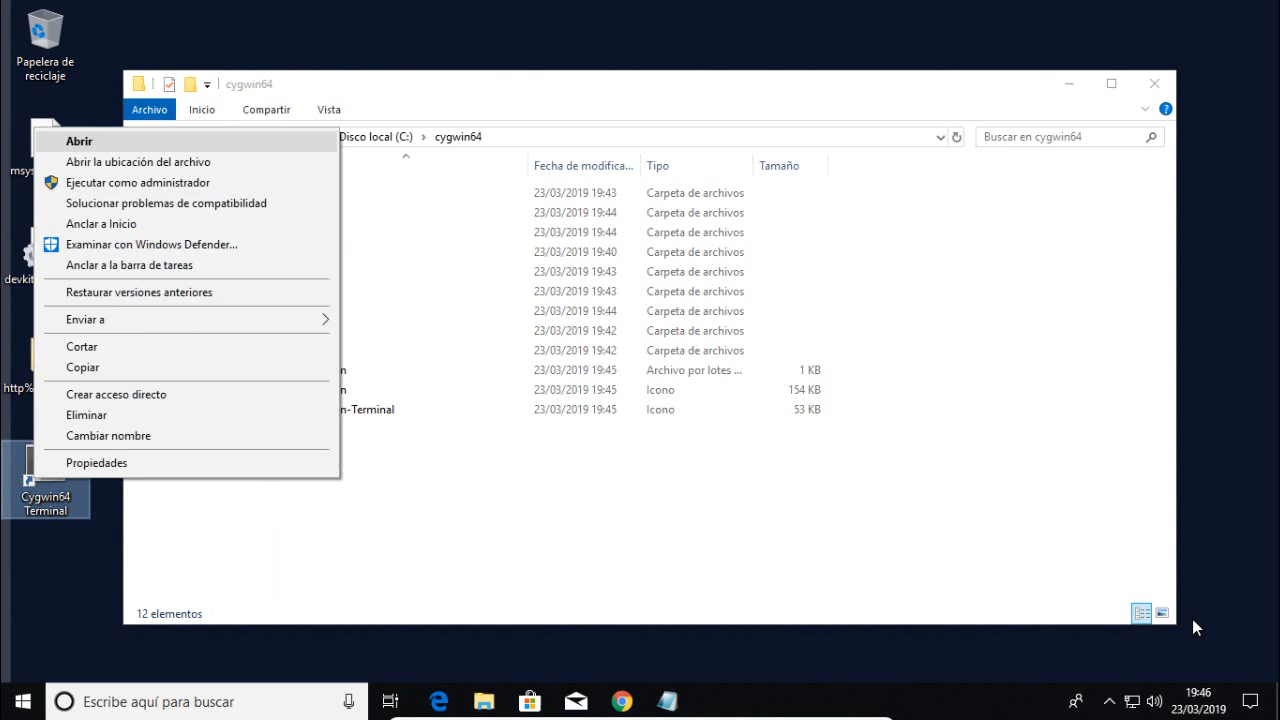 Papelera de
reciclaje
cygwin64
Archivo
Inicio
Compartir
Vista
Disco local (C:)
cygwin64
Buscar en cygwin64
Fecha de modifica...
Tipo
Tamaño
23/03/2019 19:43 Carpeta de archivos
23/03/2019 19:44 Carpeta de archivos
23/03/2019 19:44 Carpeta de archivos
23/03/2019 19:40 Carpeta de archivos
23/03/2019 19:43 Carpeta de archivos
23/03/2019 19:43 Carpeta de archivos
23/03/2019 19:44 Carpeta de archivos
23/03/2019 19:42 Carpeta de archivos
23/03/2019 19:42 Carpeta de archivos
n 23/03/2019 19:45 Archivo por lotes ... 1 KB
n 23/03/2019 19:45 Icono 154 KB
n-Terminal 23/03/2019 19:45 Icono 53 KB
12 elementos
Abrir
Abrir la ubicación del archivo
Ejecutar como administrador
Solucionar problemas de compatibilidad
Anclar a Inicio
Examinar con Windows Defender...
Anclar a la barra de tareas
Restaurar versiones anteriores
Enviar a
Cortar
Copiar
Crear acceso directo
Eliminar
Cambiar nombre
Propiedades
msys
devkit
http%
Cygwin64
Terminal
Escribe aquí para buscar
19:46
23/03/2019